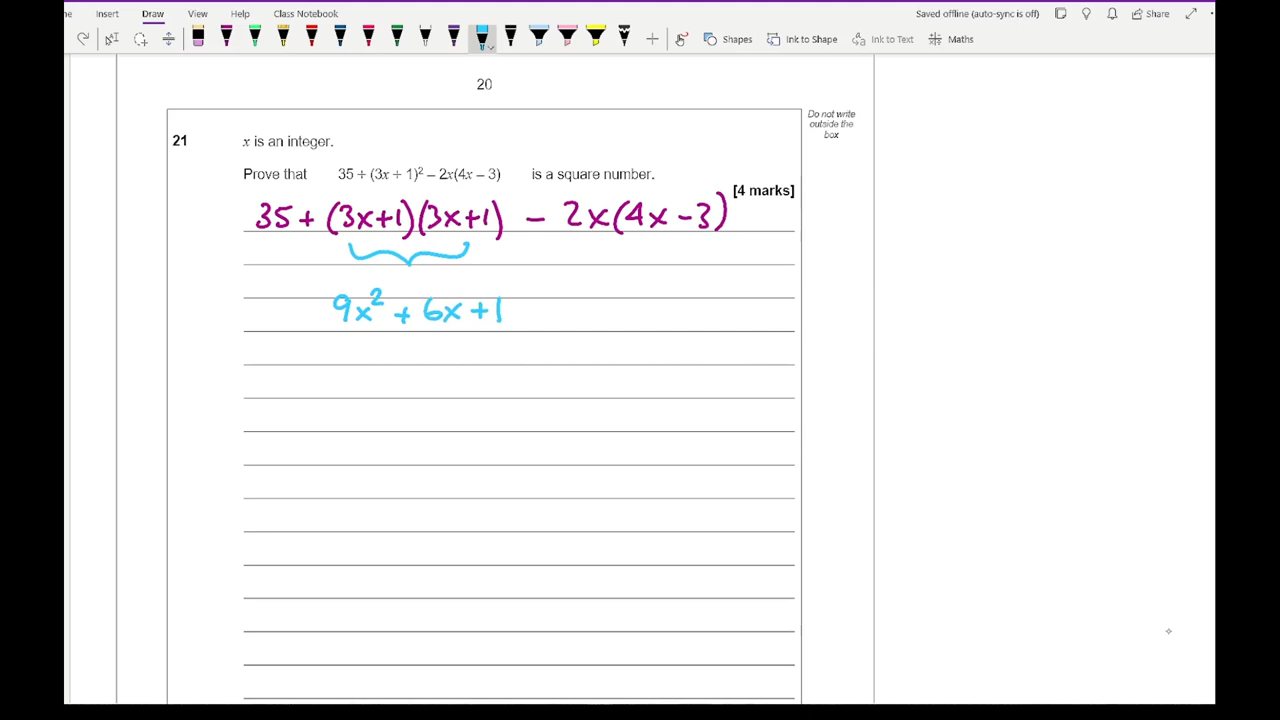 Insert Draw View Help Class Notebook Saved offline (auto-sync is off) Share
Shapes Ink to Shape Ink to Text Maths
20
Do not write
outside the
box
21 x is an integer.
Prove that 35 + (3x + 1)² – 2x(4x – 3) is a square number.
[4 marks]
35 + (3x+1)(3x+1) – 2x(4x – 3)
9x² + 6x + 1